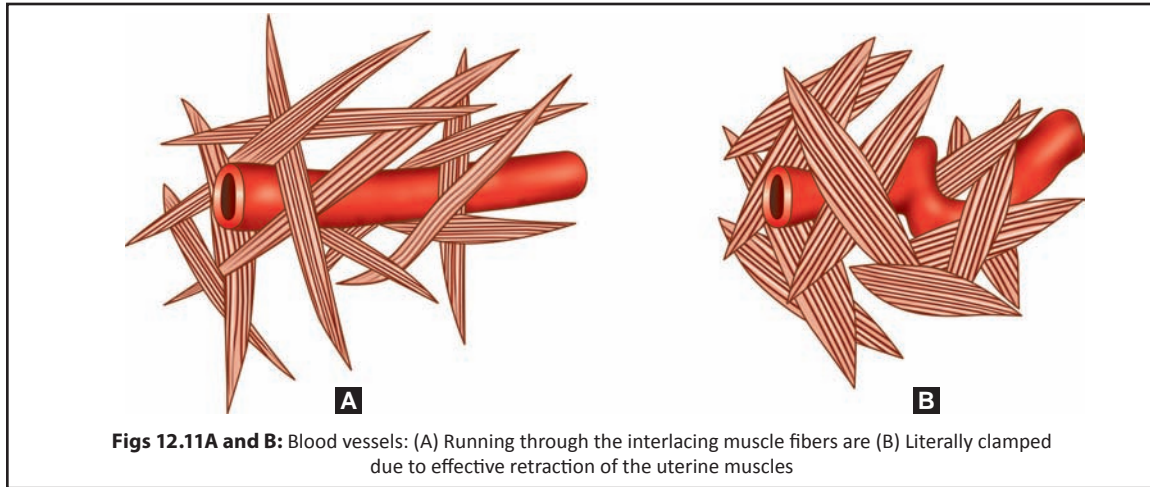 A
B
Figs 12.11A and B: Blood vessels: (A) Running through the interlacing muscle fibers are (B) Literally clamped
due to effective retraction of the uterine muscles